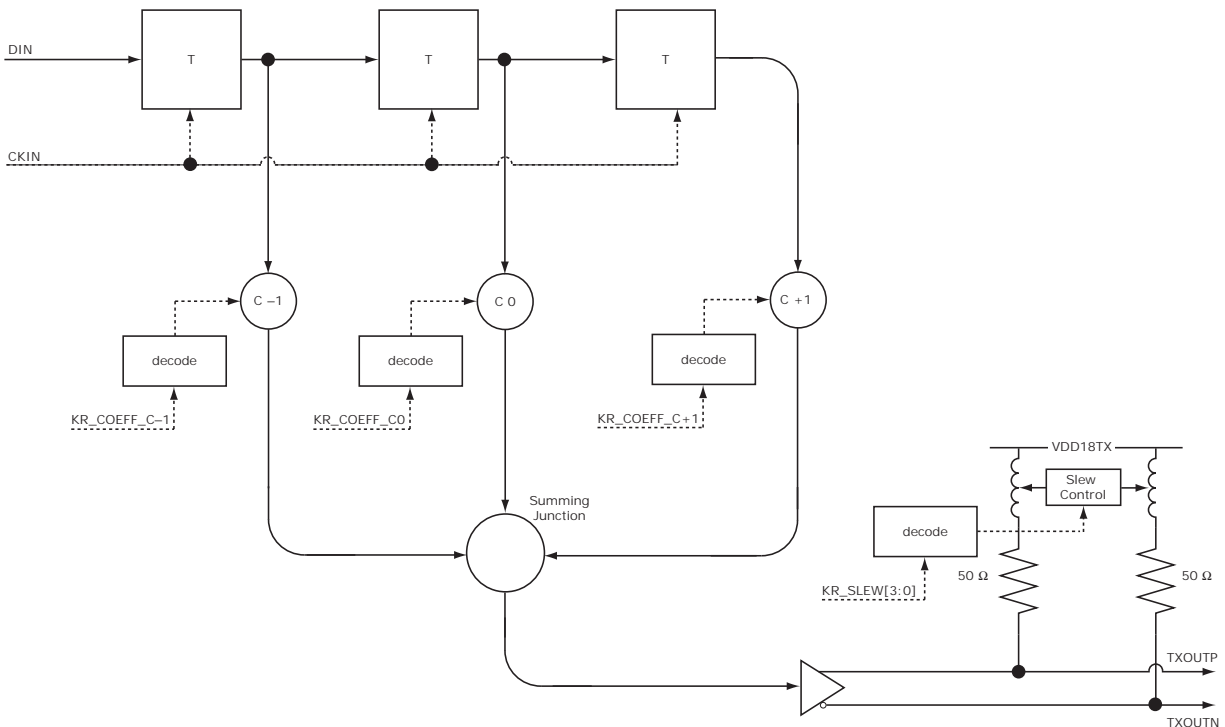 DIN
T
T
T
CKIN
C –1
C 0
C +1
decode
decode
decode
KR_COEFF_C–1
KR_COEFF_C0
KR_COEFF_C+1
VDD18TX
Slew
Control
Summing
Junction
decode
50 Ω
50 Ω
KR_SLEW[3:0]
TXOUTP
TXOUTN